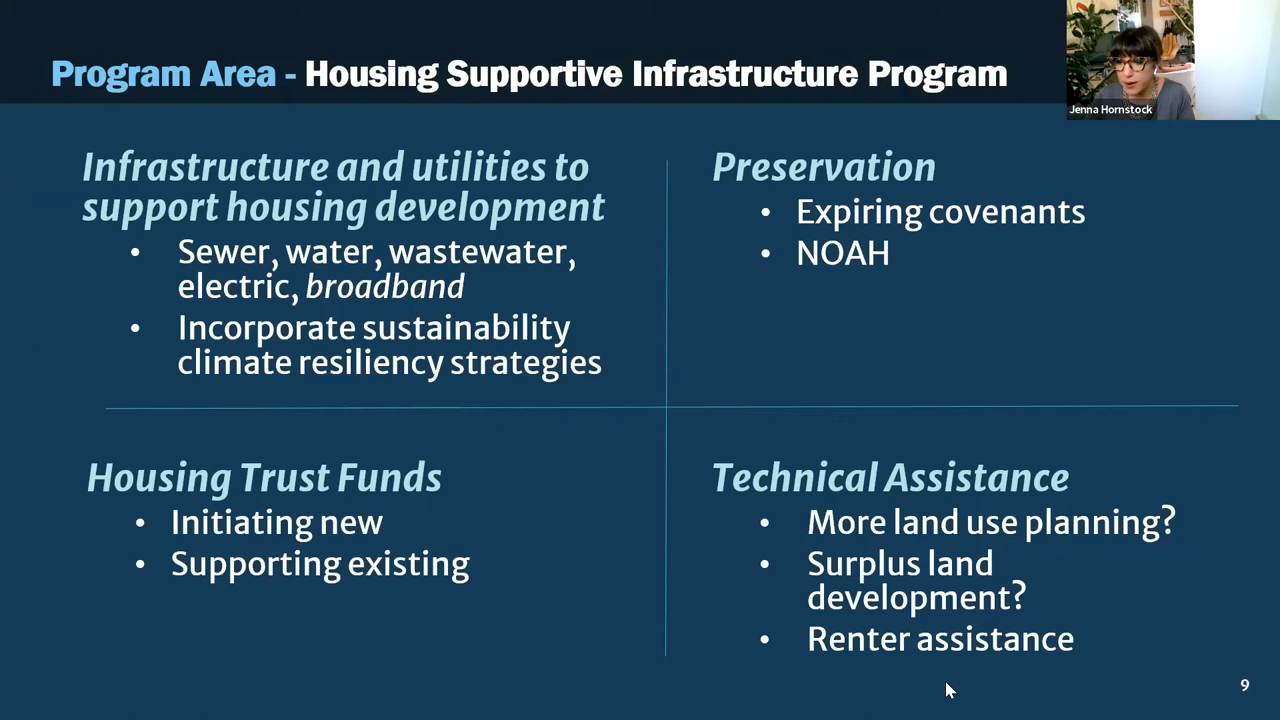 Program Area - Housing Supportive Infrastructure Program
Jenna Hornstock
Infrastructure and utilities to
support housing development
• Sewer, water, wastewater,
electric, broadband
• Incorporate sustainability
climate resiliency strategies
Preservation
• Expiring covenants
• NOAH
Housing Trust Funds
• Initiating new
• Supporting existing
Technical Assistance
• More land use planning?
• Surplus land
development?
• Renter assistance
9